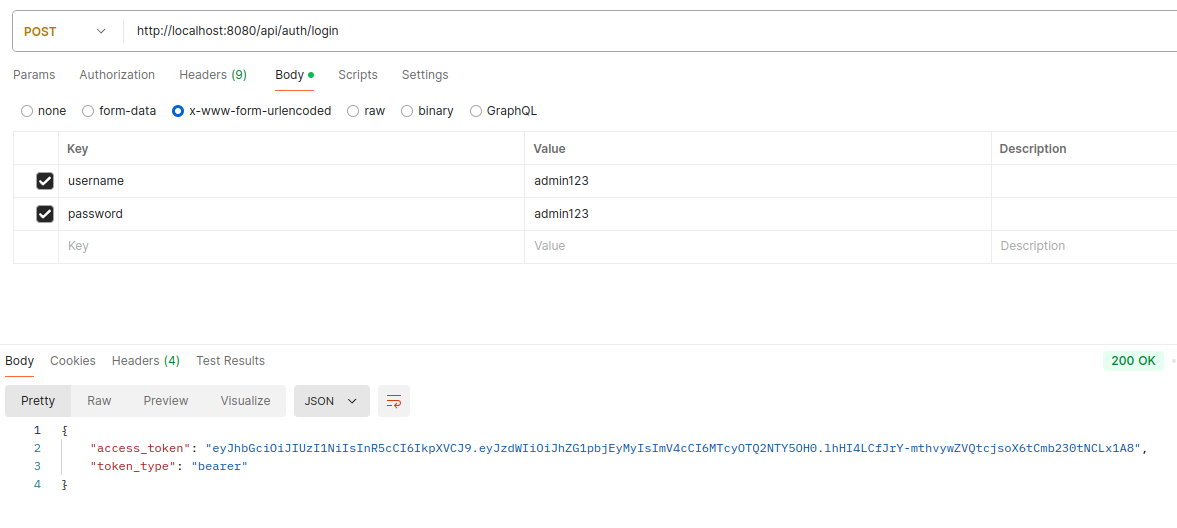 POST http://localhost:8080/api/auth/login
Params Authorization Headers (9) Body Scripts Settings
none form-data x-www-form-urlencoded raw binary GraphQL
Key Value Description
username admin123
password admin123
Key Value Description
Body Cookies Headers (4) Test Results 200 OK
Pretty Raw Preview Visualize JSON
1 {
2 "access_token": "eyJhbGciOiJIUzI1NiIsInR5cCI6IkpXVCJ9.eyJzdWIiOiJhZG1pbjEyMyIsImV4cCI6MTcyOTQ2NTY5OH0.lhHI4LCfJrY-mthvywZVQtcjsoX6tCmb230tNCLx1A8",
3 "token_type": "bearer"
4 }